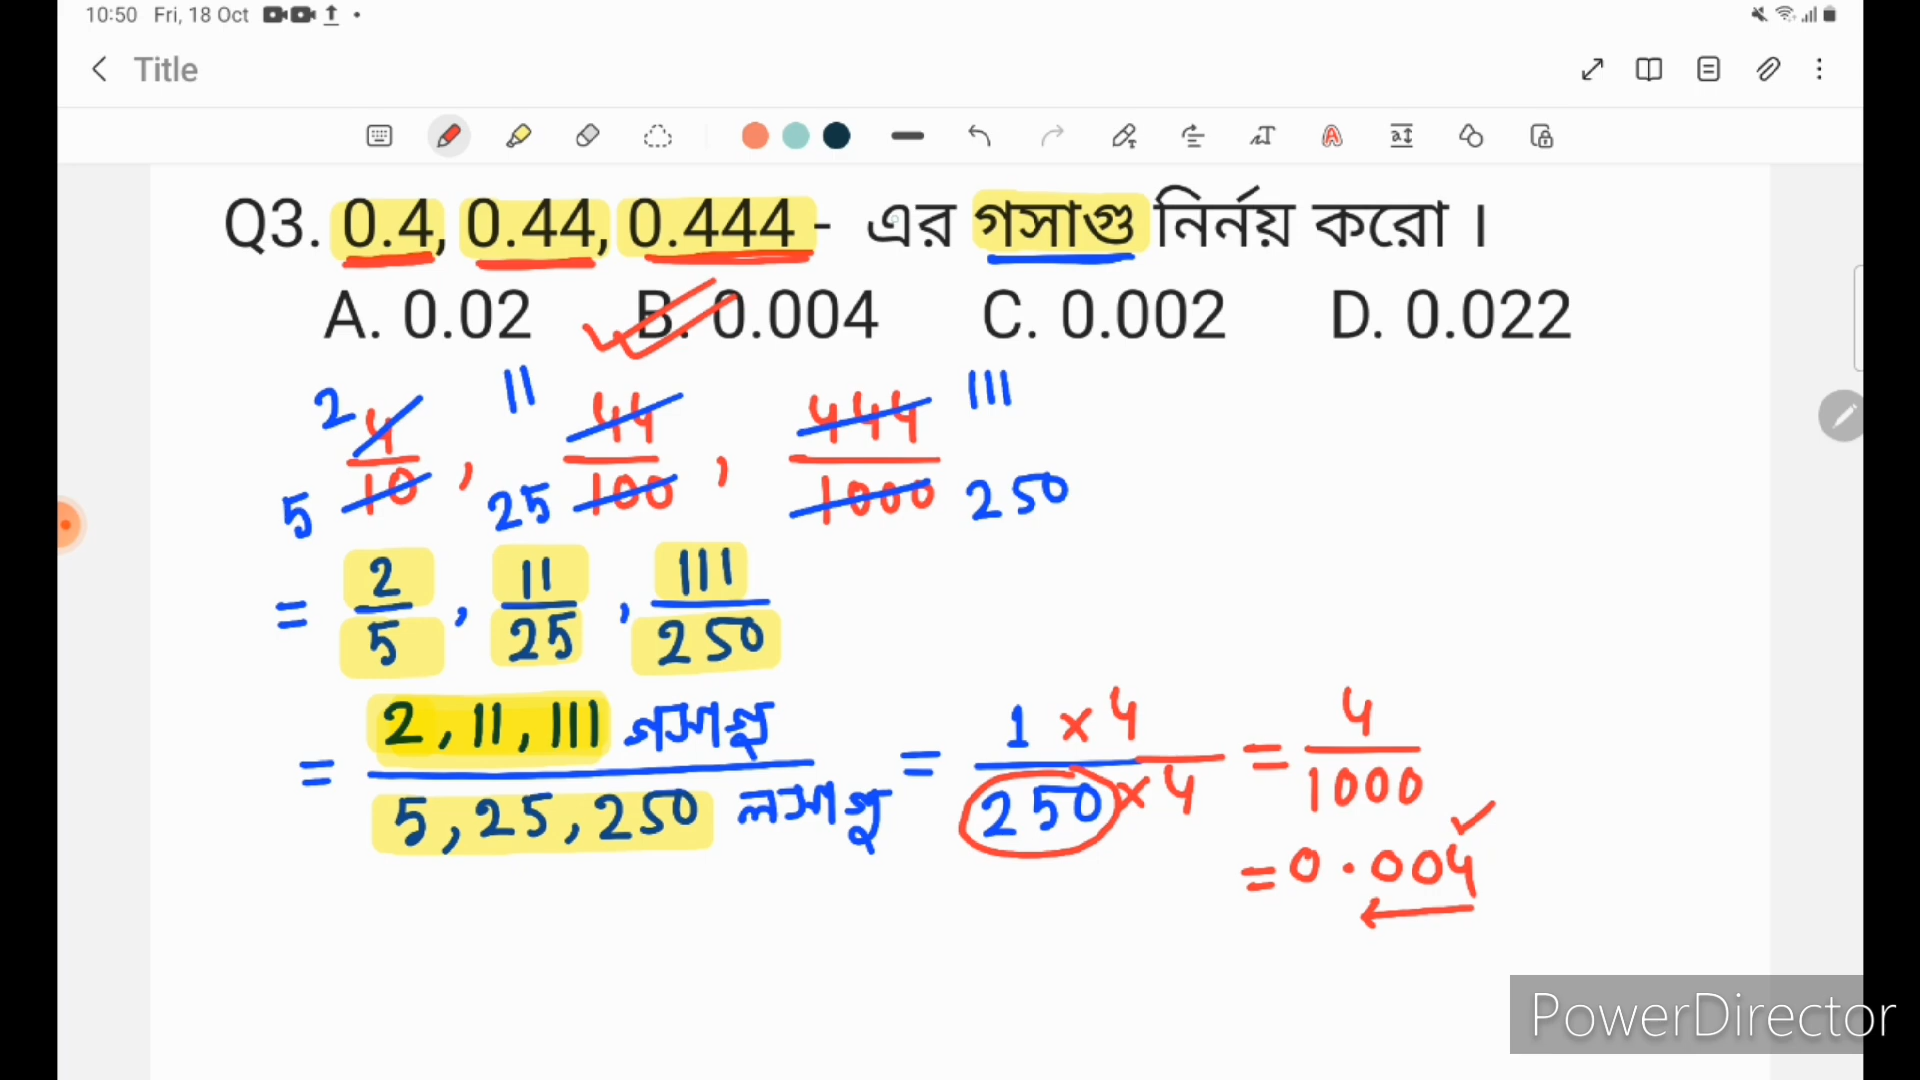 10:50 Fri, 18 Oct
Title
Q3. 0.4, 0.44, 0.444 - এর গসাগু নির্নয় করো ।
A. 0.02 B. 0.004 C. 0.002 D. 0.022
2 4/10 5 , 11 44/100 25 , 444/1000 111 250
= 2/5 , 11/25 , 111/250
= 2, 11, 111 গসাগু / 5, 25, 250 লসাগু = 1 × 4 / 250 × 4 = 4/1000
= 0.004
PowerDirector